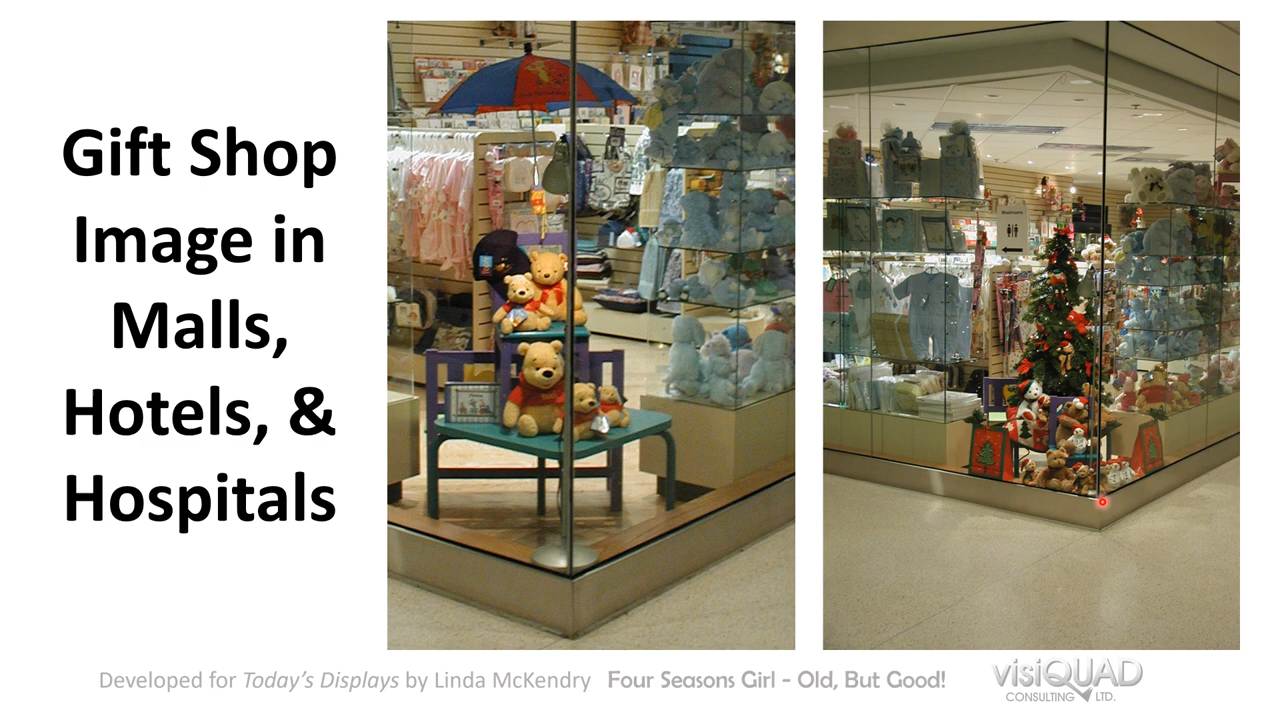 Gift Shop
Image in
Malls,
Hotels, &
Hospitals
Restrooms
Developed for Today's Displays by Linda McKendry Four Seasons Girl - Old, But Good!
visiQUAD
CONSULTING LTD.